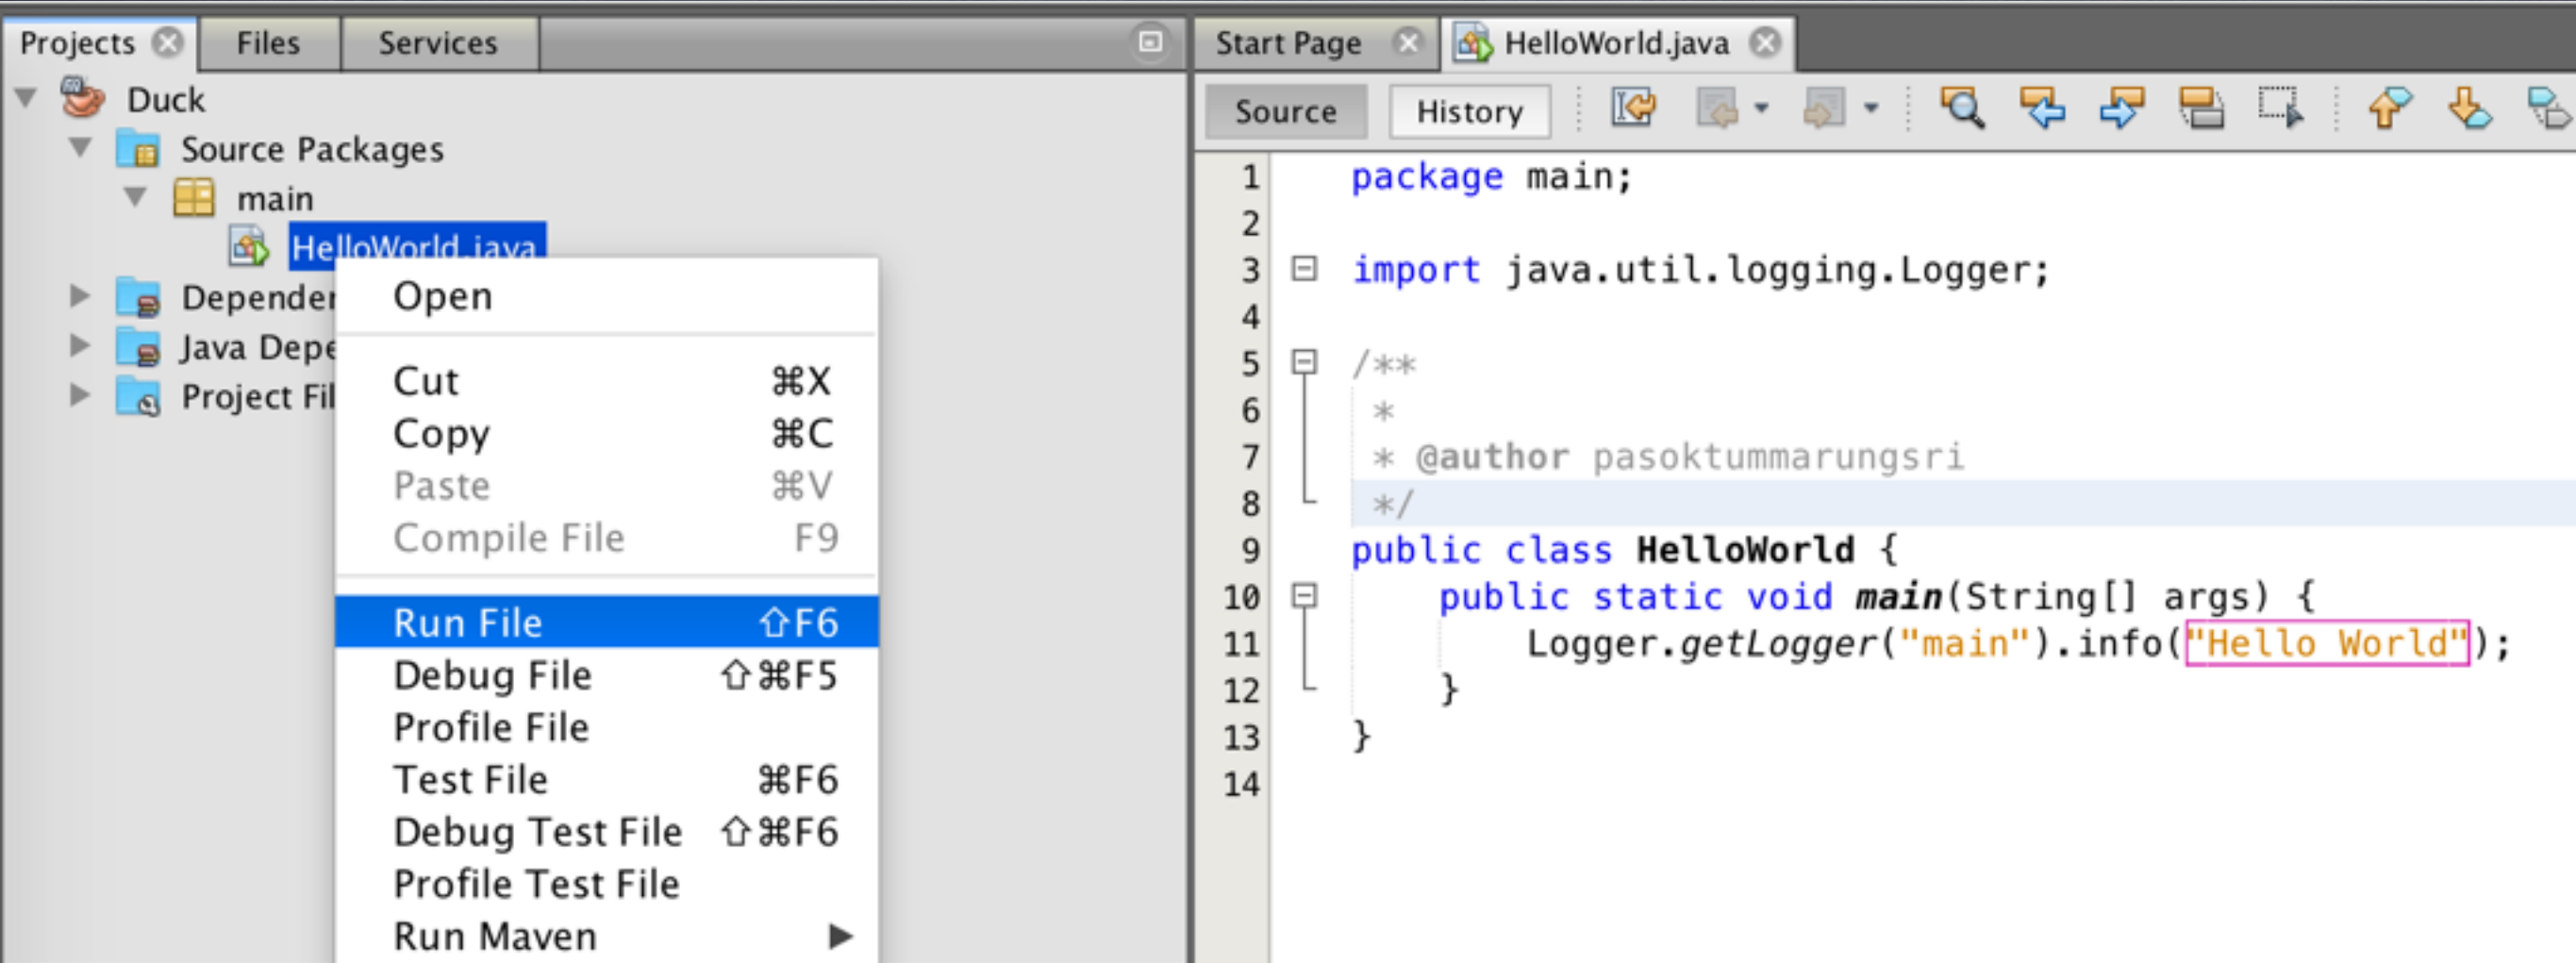 Projects Files Services
Duck
Source Packages
main
HelloWorld.java
Depender
Java Depe
Project Fil
Open
Cut ⌘X
Copy ⌘C
Paste ⌘V
Compile File F9
Run File ⇧F6
Debug File ⇧⌘F5
Profile File
Test File ⌘F6
Debug Test File ⇧⌘F6
Profile Test File
Run Maven
Start Page HelloWorld.java
Source History
1 package main;
2
3 import java.util.logging.Logger;
4
5 /**
6 *
7 * @author pasoktummarungsri
8 */
9 public class HelloWorld {
10 public static void main(String[] args) {
11 Logger.getLogger("main").info("Hello World");
12 }
13 }
14